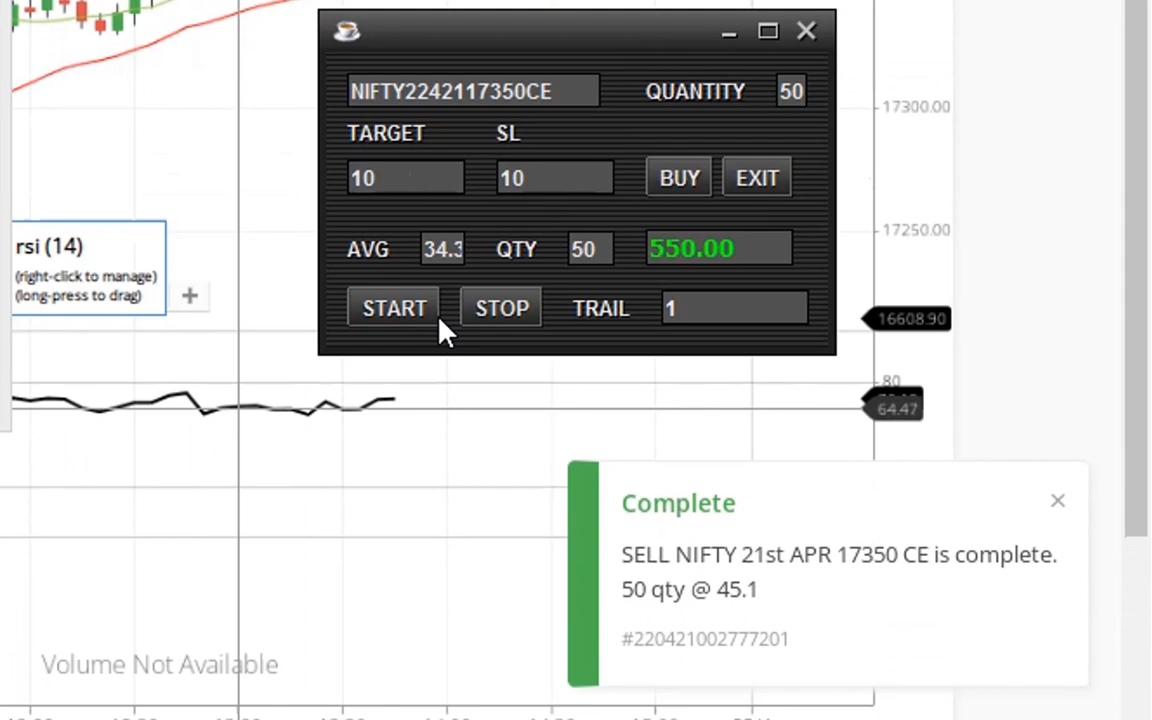 NIFTY2242117350CE QUANTITY 50
17300.00
TARGET SL
10 10 BUY EXIT
17250.00
rsi (14)
(right-click to manage)
(long-press to drag)
AVG 34.3 QTY 50 550.00
START STOP TRAIL 1
16608.90
80
64.47
Complete
SELL NIFTY 21st APR 17350 CE is complete.
50 qty @ 45.1
#220421002777201
Volume Not Available